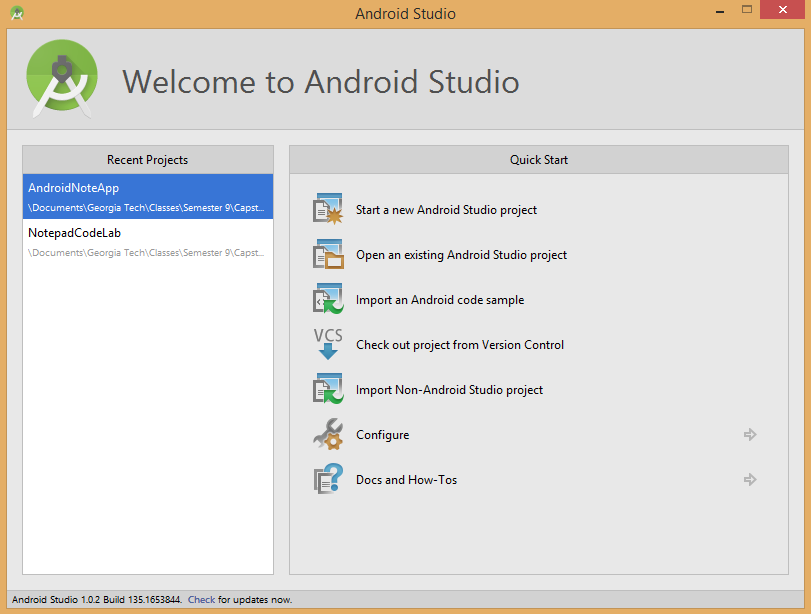 Android Studio
Welcome to Android Studio
Recent Projects
AndroidNoteApp
\Documents\Georgia Tech\Classes\Semester 9\Capst...
NotepadCodeLab
\Documents\Georgia Tech\Classes\Semester 9\Capst...
Quick Start
Start a new Android Studio project
Open an existing Android Studio project
Import an Android code sample
VCS
Check out project from Version Control
Import Non-Android Studio project
Configure
Docs and How-Tos
Android Studio 1.0.2 Build 135.1653844. Check for updates now.